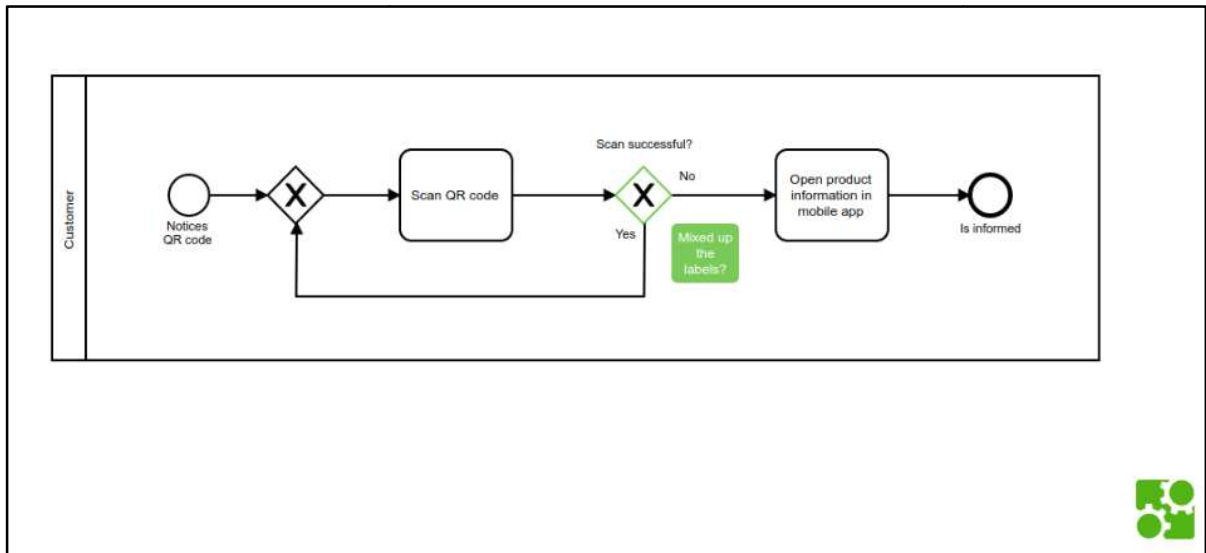 Customer
Notices
QR code
X
Scan QR code
Scan successful?
X
No
Yes
Mixed up
the
labels?
Open product
information in
mobile app
Is informed